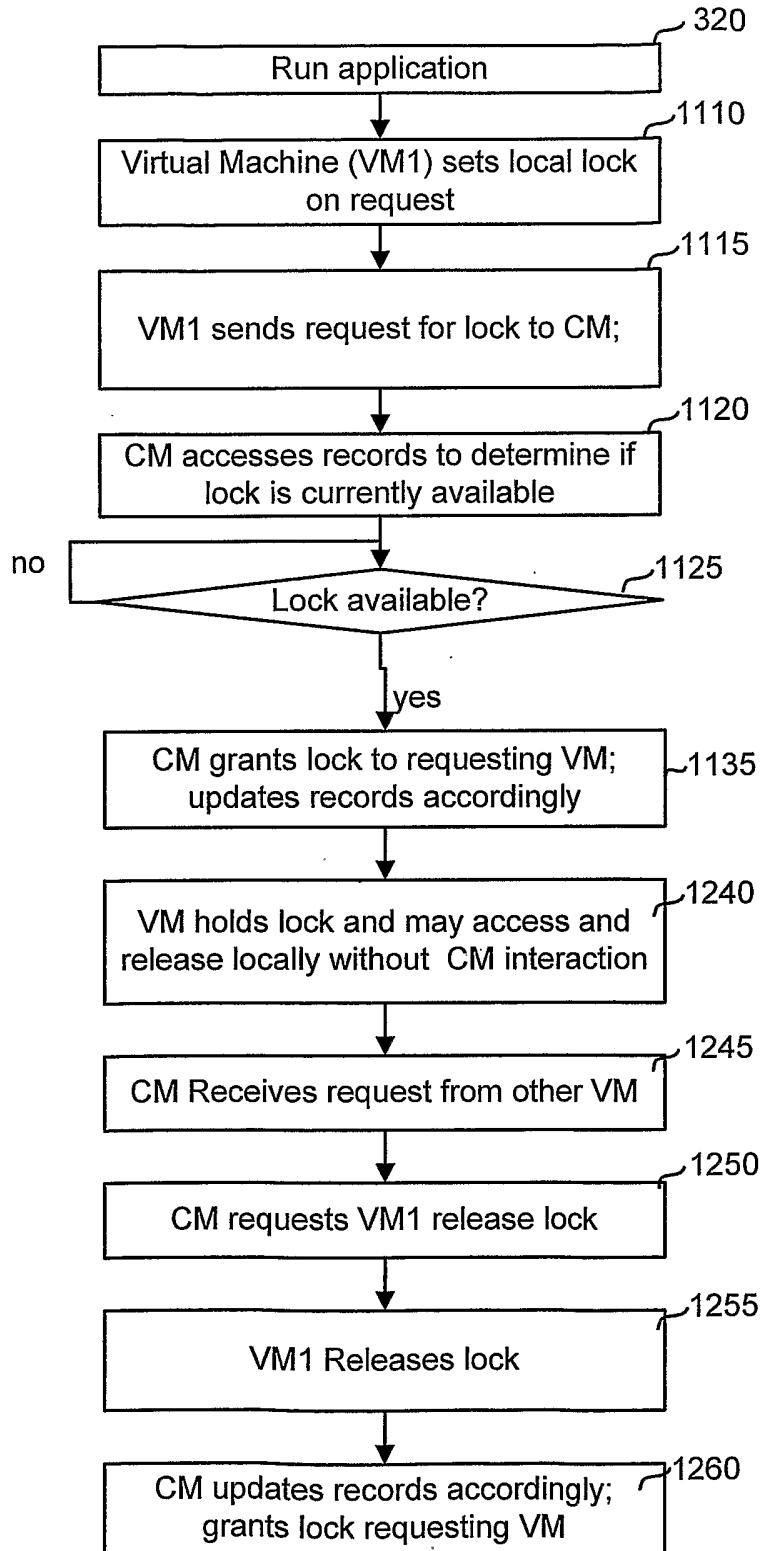 320
Run application
1110
Virtual Machine (VM1) sets local lock
on request
1115
VM1 sends request for lock to CM;
1120
CM accesses records to determine if
lock is currently available
no
1125
Lock available?
yes
CM grants lock to requesting VM;
updates records accordingly
1135
1240
VM holds lock and may access and
release locally without CM interaction
1245
CM Receives request from other VM
1250
CM requests VM1 release lock
1255
VM1 Releases lock
1260
CM updates records accordingly;
grants lock requesting VM